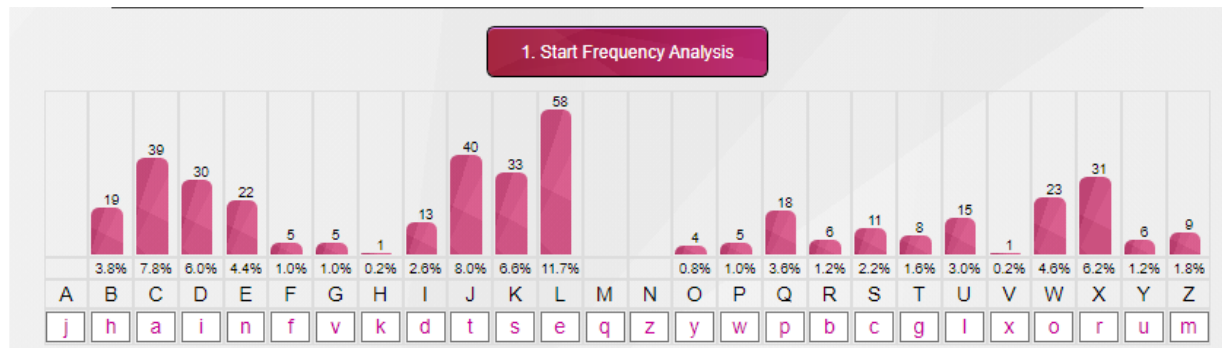 1. Start Frequency Analysis
58
39 40
30 33 31
19 22 23
13 18 15
5 5 1 4 5 6 11 8 1 6 9
3.8% 7.8% 6.0% 4.4% 1.0% 1.0% 0.2% 2.6% 8.0% 6.6% 11.7% 0.8% 1.0% 3.6% 1.2% 2.2% 1.6% 3.0% 0.2% 4.6% 6.2% 1.2% 1.8%
A B C D E F G H I J K L M N O P Q R S T U V W X Y Z
j h a i n f v k d t s e q z y w p b c g l x o r u m